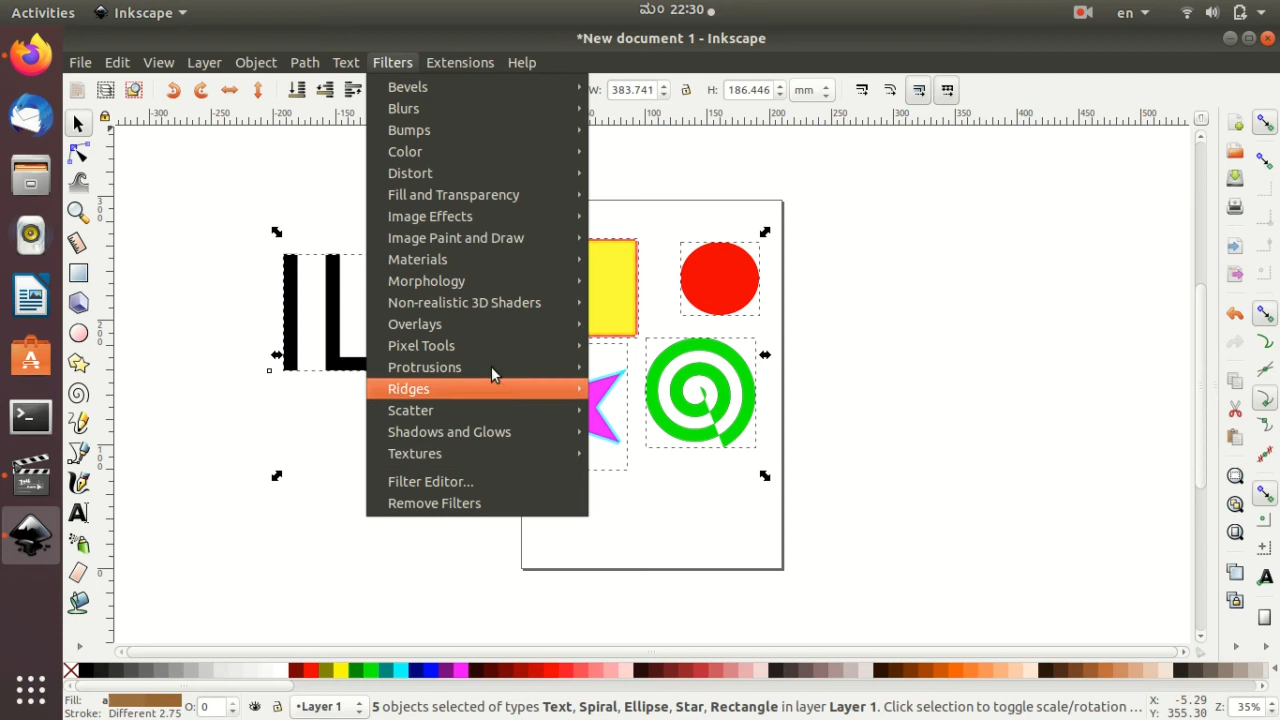 Activities
Inkscape
ಮಂ 22:30
en
*New document 1 - Inkscape
File Edit View Layer Object Path Text Filters Extensions Help
W: 383.741 H: 186.446 mm
Bevels
Blurs
Bumps
Color
Distort
Fill and Transparency
Image Effects
Image Paint and Draw
Materials
Morphology
Non-realistic 3D Shaders
Overlays
Pixel Tools
Protrusions
Ridges
Scatter
Shadows and Glows
Textures
Filter Editor...
Remove Filters
Fill: a
Stroke: Different 2.75
O: 0
•Layer 1
5 objects selected of types Text, Spiral, Ellipse, Star, Rectangle in layer Layer 1. Click selection to toggle scale/rotation ...
X: -5.29
Y: 355.30
Z: 35%